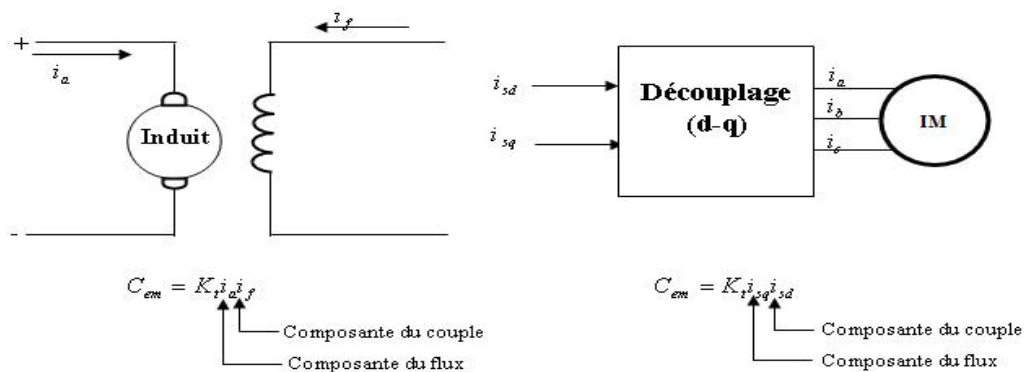 i_f
+
i_a
Induit
-
C_em = K_t i_a i_f
Composante du couple
Composante du flux
i_sd
i_sq
Découplage
(d-q)
i_a
i_b
i_c
IM
C_em = K_t i_sq i_sd
Composante du couple
Composante du flux